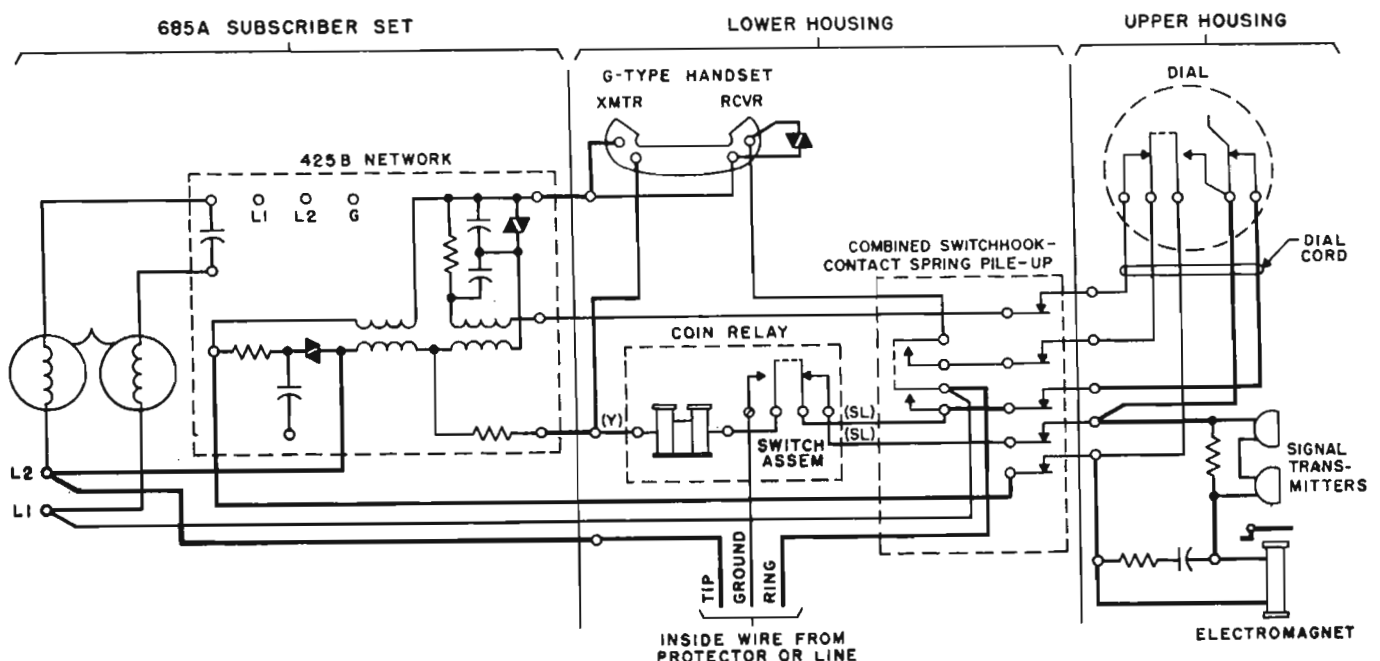 685A SUBSCRIBER SET
LOWER HOUSING
UPPER HOUSING
G-TYPE HANDSET
XMTR
RCVR
DIAL
425B NETWORK
L1
L2
G
COMBINED SWITCHHOOK-
CONTACT SPRING PILE-UP
DIAL
CORD
COIN RELAY
(Y)
(SL)
(SL)
SWITCH
ASSEM
SIGNAL
TRANS-
MITTERS
L2
L1
TIP
GROUND
RING
INSIDE WIRE FROM
PROTECTOR OR LINE
ELECTROMAGNET